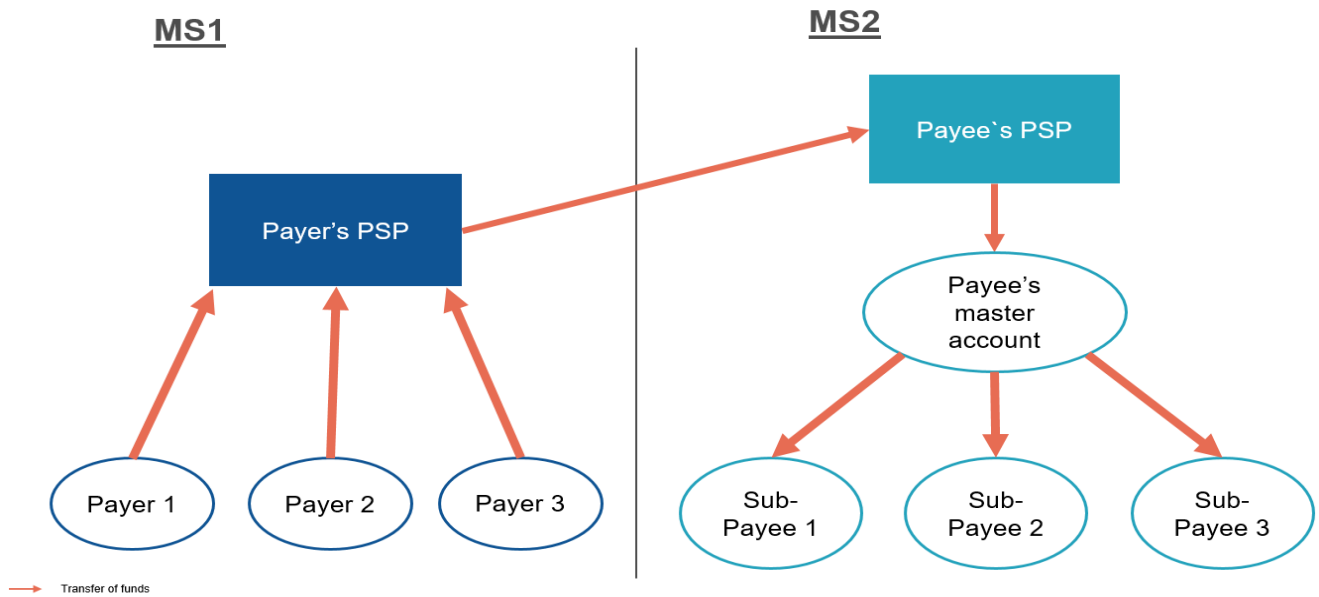 MS1
MS2
Payee`s PSP
Payer’s PSP
Payee’s
master
account
Payer 1
Payer 2
Payer 3
Sub-
Payee 1
Sub-
Payee 2
Sub-
Payee 3
Transfer of funds